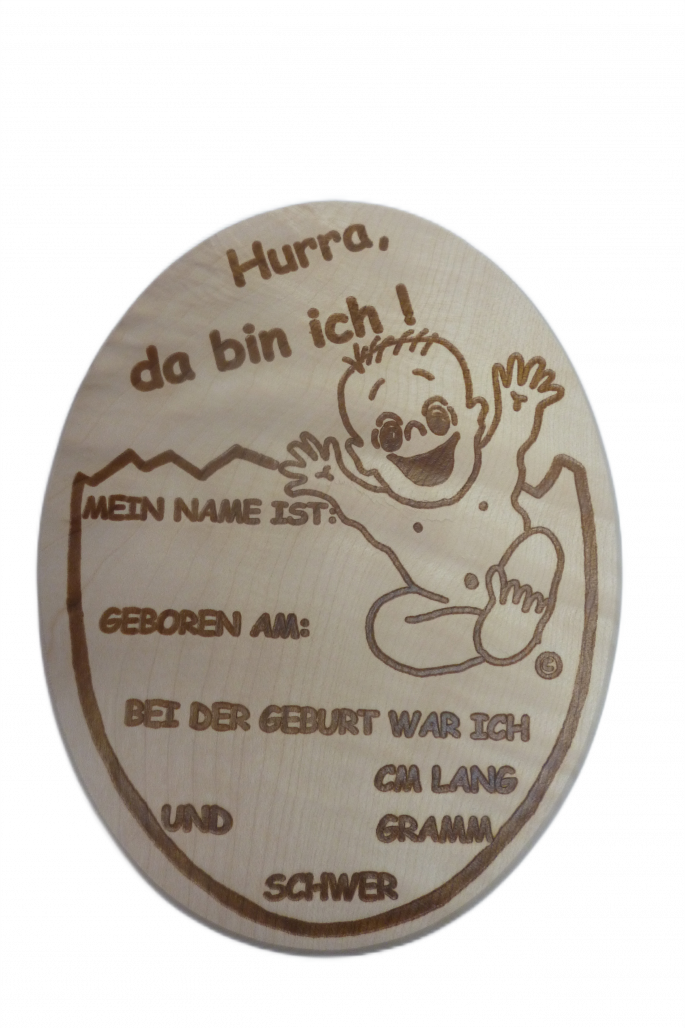 Hurra,
da bin ich !
MEIN NAME IST:
GEBOREN AM:
BEI DER GEBURT WAR ICH
CM LANG
UND GRAMM
SCHWER